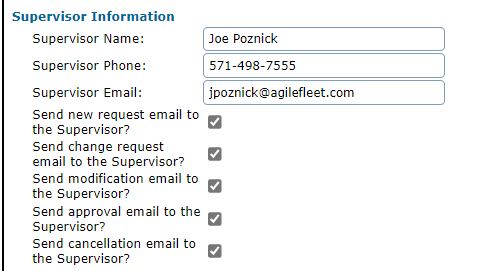 Supervisor Information
Supervisor Name: Joe Poznick
Supervisor Phone: 571-498-7555
Supervisor Email: jpoznick@agilefleet.com
Send new request email to
the Supervisor?
Send change request
email to the Supervisor?
Send modification email to
the Supervisor?
Send approval email to the
Supervisor?
Send cancellation email to
the Supervisor?